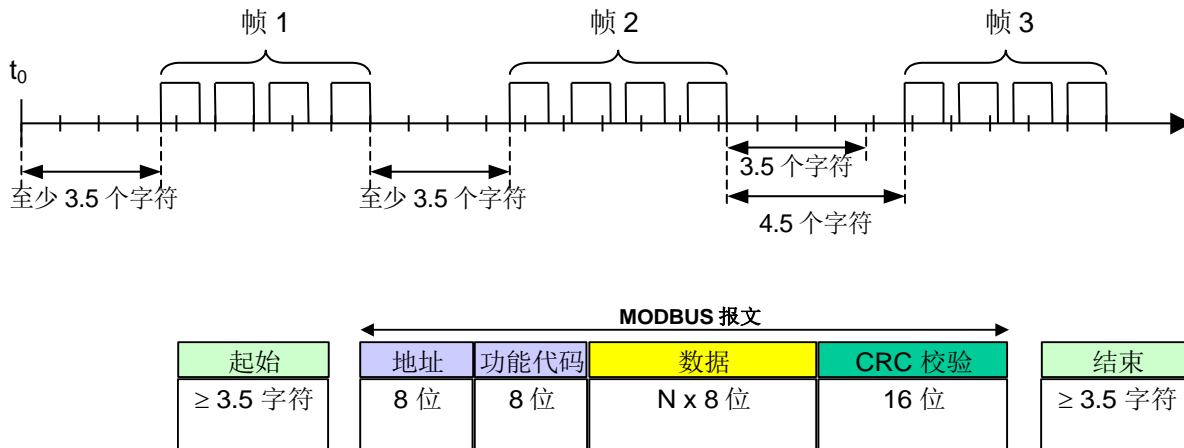 帧 1 帧 2 帧 3
t0
至少 3.5 个字符 至少 3.5 个字符 3.5 个字符
4.5 个字符
MODBUS 报文
起始 地址 功能代码 数据 CRC 校验 结束
≥ 3.5 字符 8 位 8 位 N x 8 位 16 位 ≥ 3.5 字符